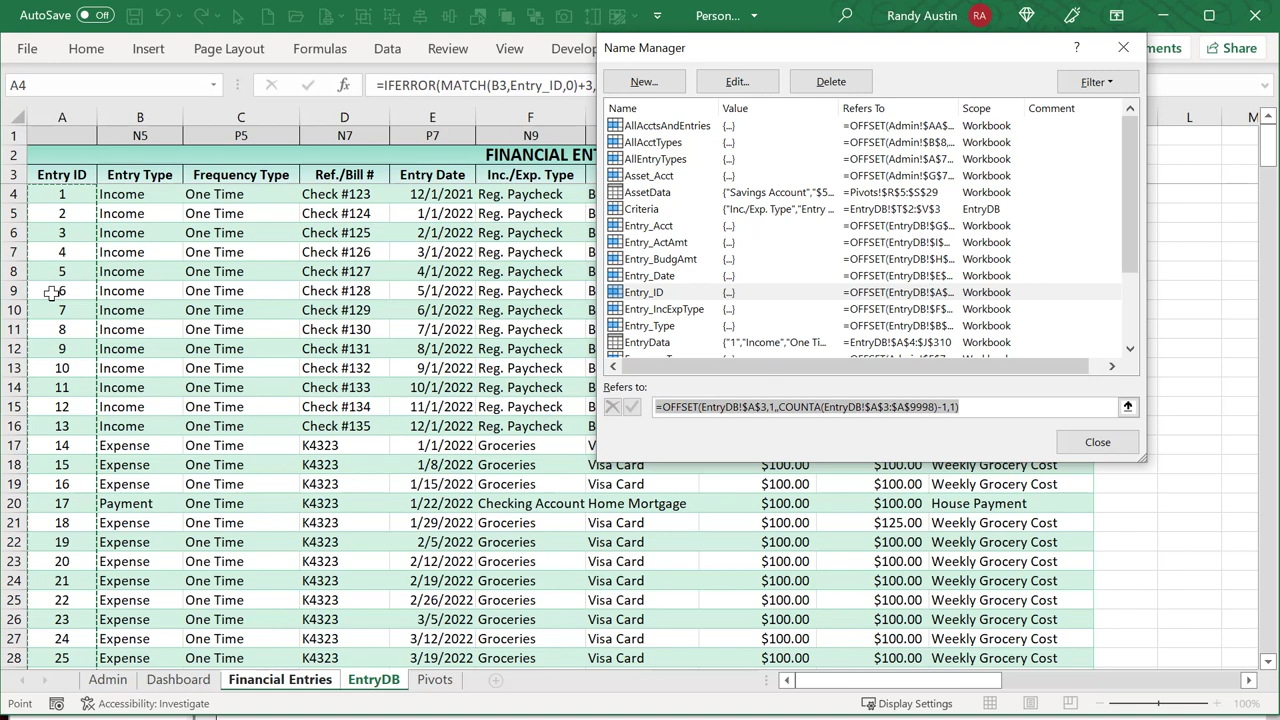 AutoSave Off Person... Randy Austin RA
File Home Insert Page Layout Formulas Data Review View Develo ments Share
A4 =IFERROR(MATCH(B3,Entry_ID,0)+3,
Name Manager
New... Edit... Delete Filter
Name Value Refers To Scope Comment
AllAcctsAndEntries {...} =OFFSET(Admin!$AA$... Workbook
AllAcctTypes {...} =OFFSET(Admin!$B$8,... Workbook
AllEntryTypes {...} =OFFSET(Admin!$A$7... Workbook
Asset_Acct {...} =OFFSET(Admin!$G$7... Workbook
AssetData {"Savings Account","$5... =Pivots!$R$5:$S$29 Workbook
Criteria {"Inc./Exp. Type","Entry ... =EntryDB!$T$2:$V$3 EntryDB
Entry_Acct {...} =OFFSET(EntryDB!$G$... Workbook
Entry_ActAmt {...} =OFFSET(EntryDB!$I$... Workbook
Entry_BudgAmt {...} =OFFSET(EntryDB!$H$... Workbook
Entry_Date {...} =OFFSET(EntryDB!$E$... Workbook
Entry_ID {...} =OFFSET(EntryDB!$A$... Workbook
Entry_IncExpType {...} =OFFSET(EntryDB!$F$... Workbook
Entry_Type {...} =OFFSET(EntryDB!$B$... Workbook
EntryData {"1","Income","One Ti... =EntryDB!$A$4:$J$310 Workbook
Refers to:
=OFFSET(EntryDB!$A$3,1,,COUNTA(EntryDB!$A$3:$A$9998)-1,1)
Close
A B C D E F L M
1 N5 P5 N7 P7 N9
2 FINANCIAL EN
3 Entry ID Entry Type Frequency Type Ref./Bill # Entry Date Inc./Exp. Type
4 1 Income One Time Check #123 12/1/2021 Reg. Paycheck B
5 2 Income One Time Check #124 1/1/2022 Reg. Paycheck B
6 3 Income One Time Check #125 2/1/2022 Reg. Paycheck B
7 4 Income One Time Check #126 3/1/2022 Reg. Paycheck B
8 5 Income One Time Check #127 4/1/2022 Reg. Paycheck B
9 6 Income One Time Check #128 5/1/2022 Reg. Paycheck B
10 7 Income One Time Check #129 6/1/2022 Reg. Paycheck B
11 8 Income One Time Check #130 7/1/2022 Reg. Paycheck B
12 9 Income One Time Check #131 8/1/2022 Reg. Paycheck B
13 10 Income One Time Check #132 9/1/2022 Reg. Paycheck B
14 11 Income One Time Check #133 10/1/2022 Reg. Paycheck B
15 12 Income One Time Check #134 11/1/2022 Reg. Paycheck B
16 13 Income One Time Check #135 12/1/2022 Reg. Paycheck B
17 14 Expense One Time K4323 1/1/2022 Groceries V
18 15 Expense One Time K4323 1/8/2022 Groceries Visa Card $100.00 $100.00 Weekly Grocery Cost
19 16 Expense One Time K4323 1/15/2022 Groceries Visa Card $100.00 $100.00 Weekly Grocery Cost
20 17 Payment One Time K4323 1/22/2022 Checking Account Home Mortgage $100.00 $100.00 House Payment
21 18 Expense One Time K4323 1/29/2022 Groceries Visa Card $100.00 $125.00 Weekly Grocery Cost
22 19 Expense One Time K4323 2/5/2022 Groceries Visa Card $100.00 $100.00 Weekly Grocery Cost
23 20 Expense One Time K4323 2/12/2022 Groceries Visa Card $100.00 $100.00 Weekly Grocery Cost
24 21 Expense One Time K4323 2/19/2022 Groceries Visa Card $100.00 $100.00 Weekly Grocery Cost
25 22 Expense One Time K4323 2/26/2022 Groceries Visa Card $100.00 $100.00 Weekly Grocery Cost
26 23 Expense One Time K4323 3/5/2022 Groceries Visa Card $100.00 $100.00 Weekly Grocery Cost
27 24 Expense One Time K4323 3/12/2022 Groceries Visa Card $100.00 $100.00 Weekly Grocery Cost
28 25 Expense One Time K4323 3/19/2022 Groceries Visa Card $100.00 $100.00 Weekly Grocery Cost
Admin Dashboard Financial Entries EntryDB Pivots
Point Accessibility: Investigate Display Settings 100%